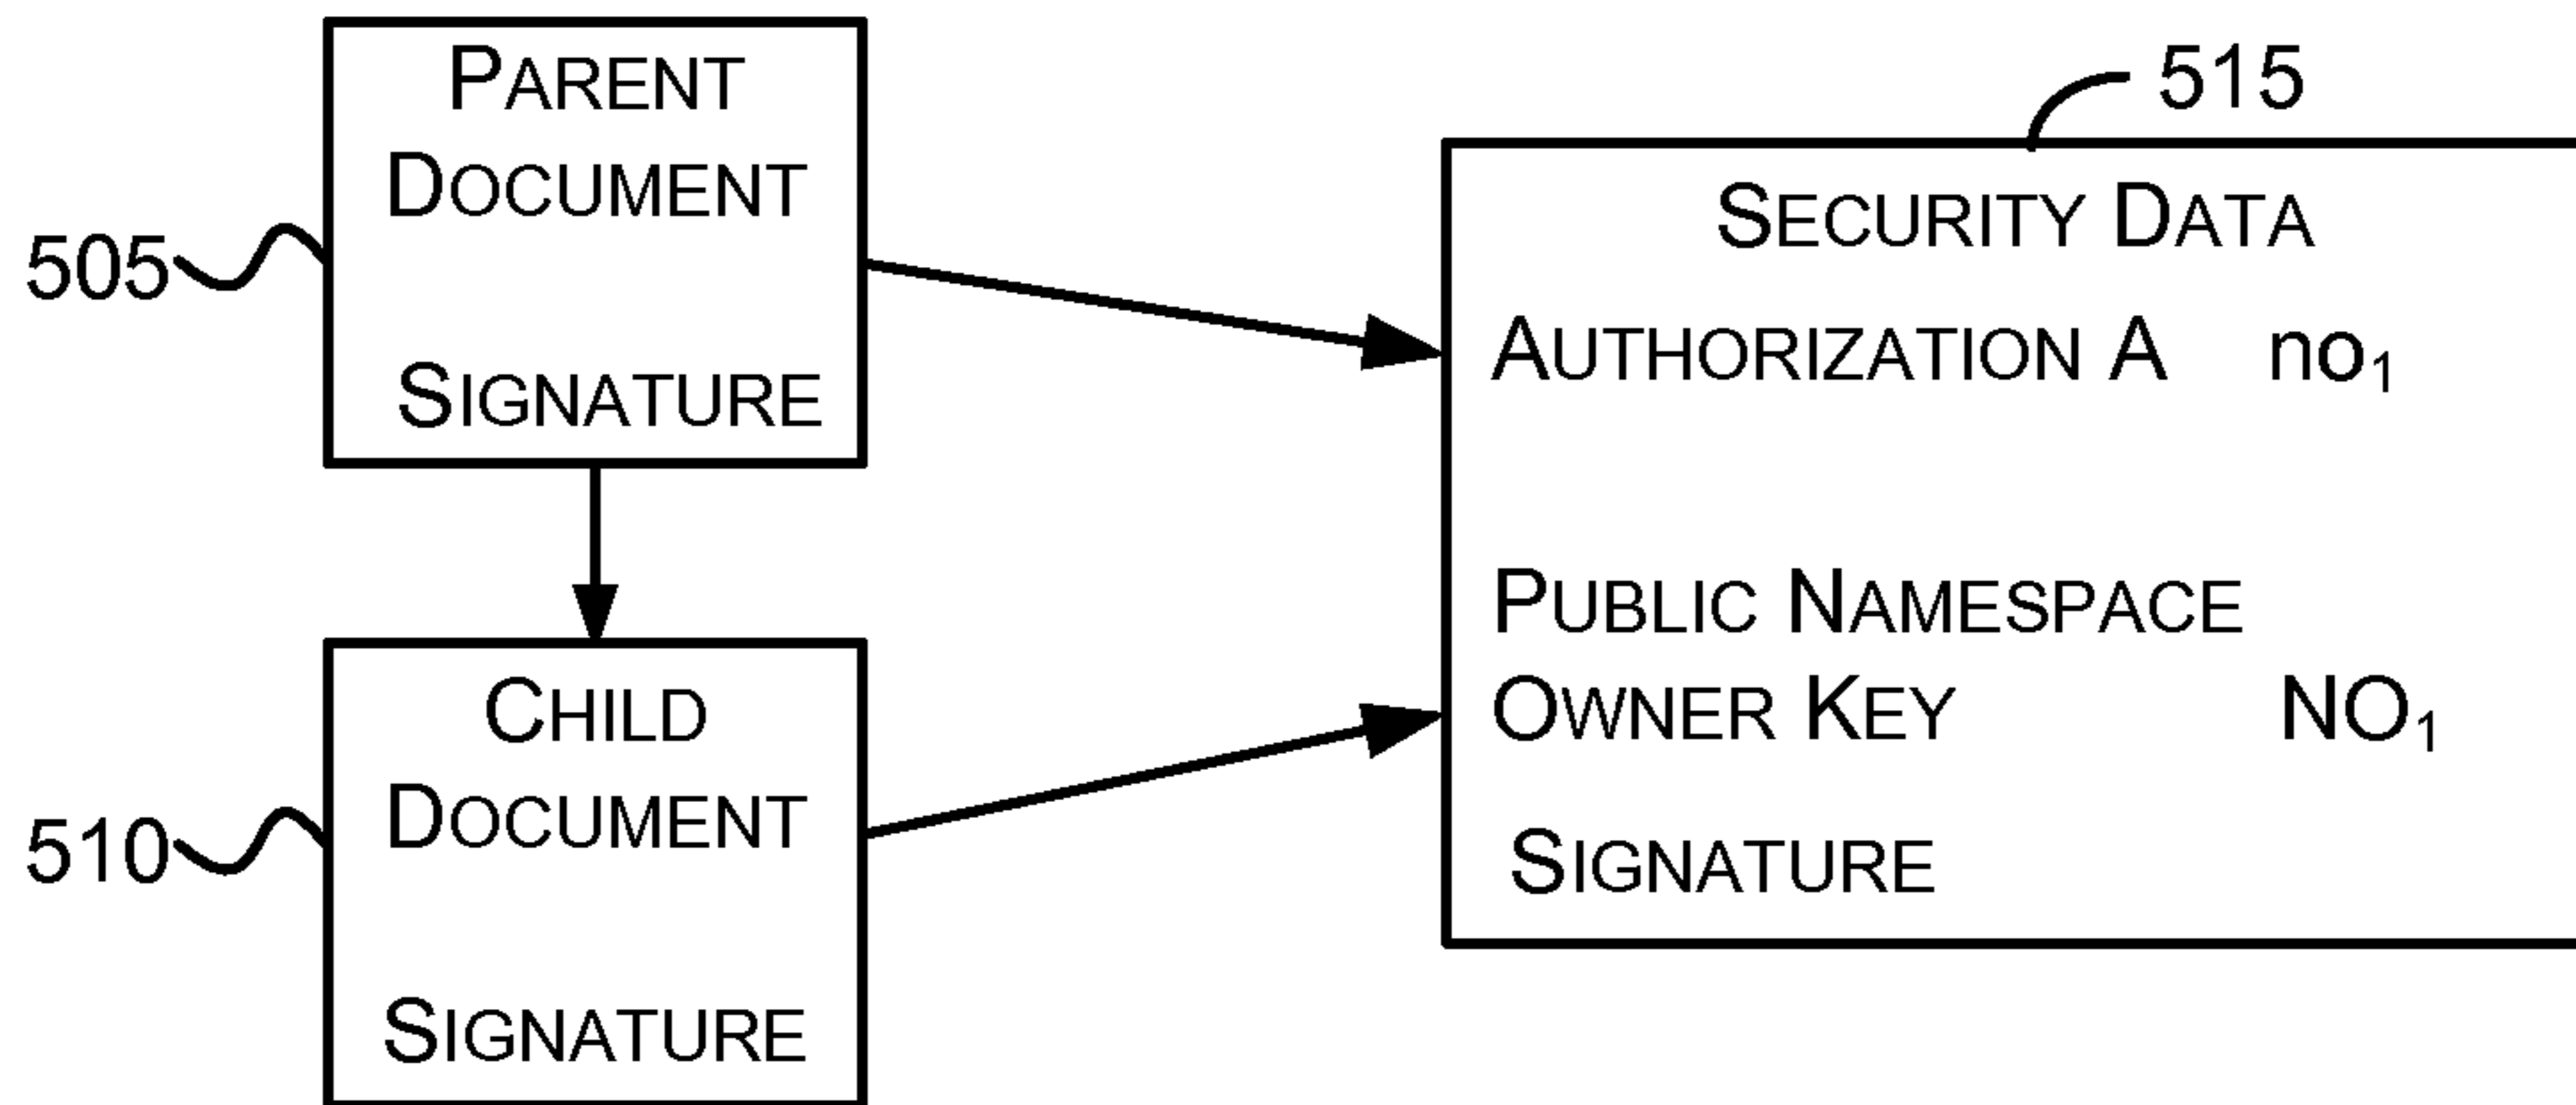 505
PARENT
DOCUMENT
SIGNATURE
510
CHILD
DOCUMENT
SIGNATURE
515
SECURITY DATA
AUTHORIZATION A no₁
PUBLIC NAMESPACE
OWNER KEY NO₁
SIGNATURE